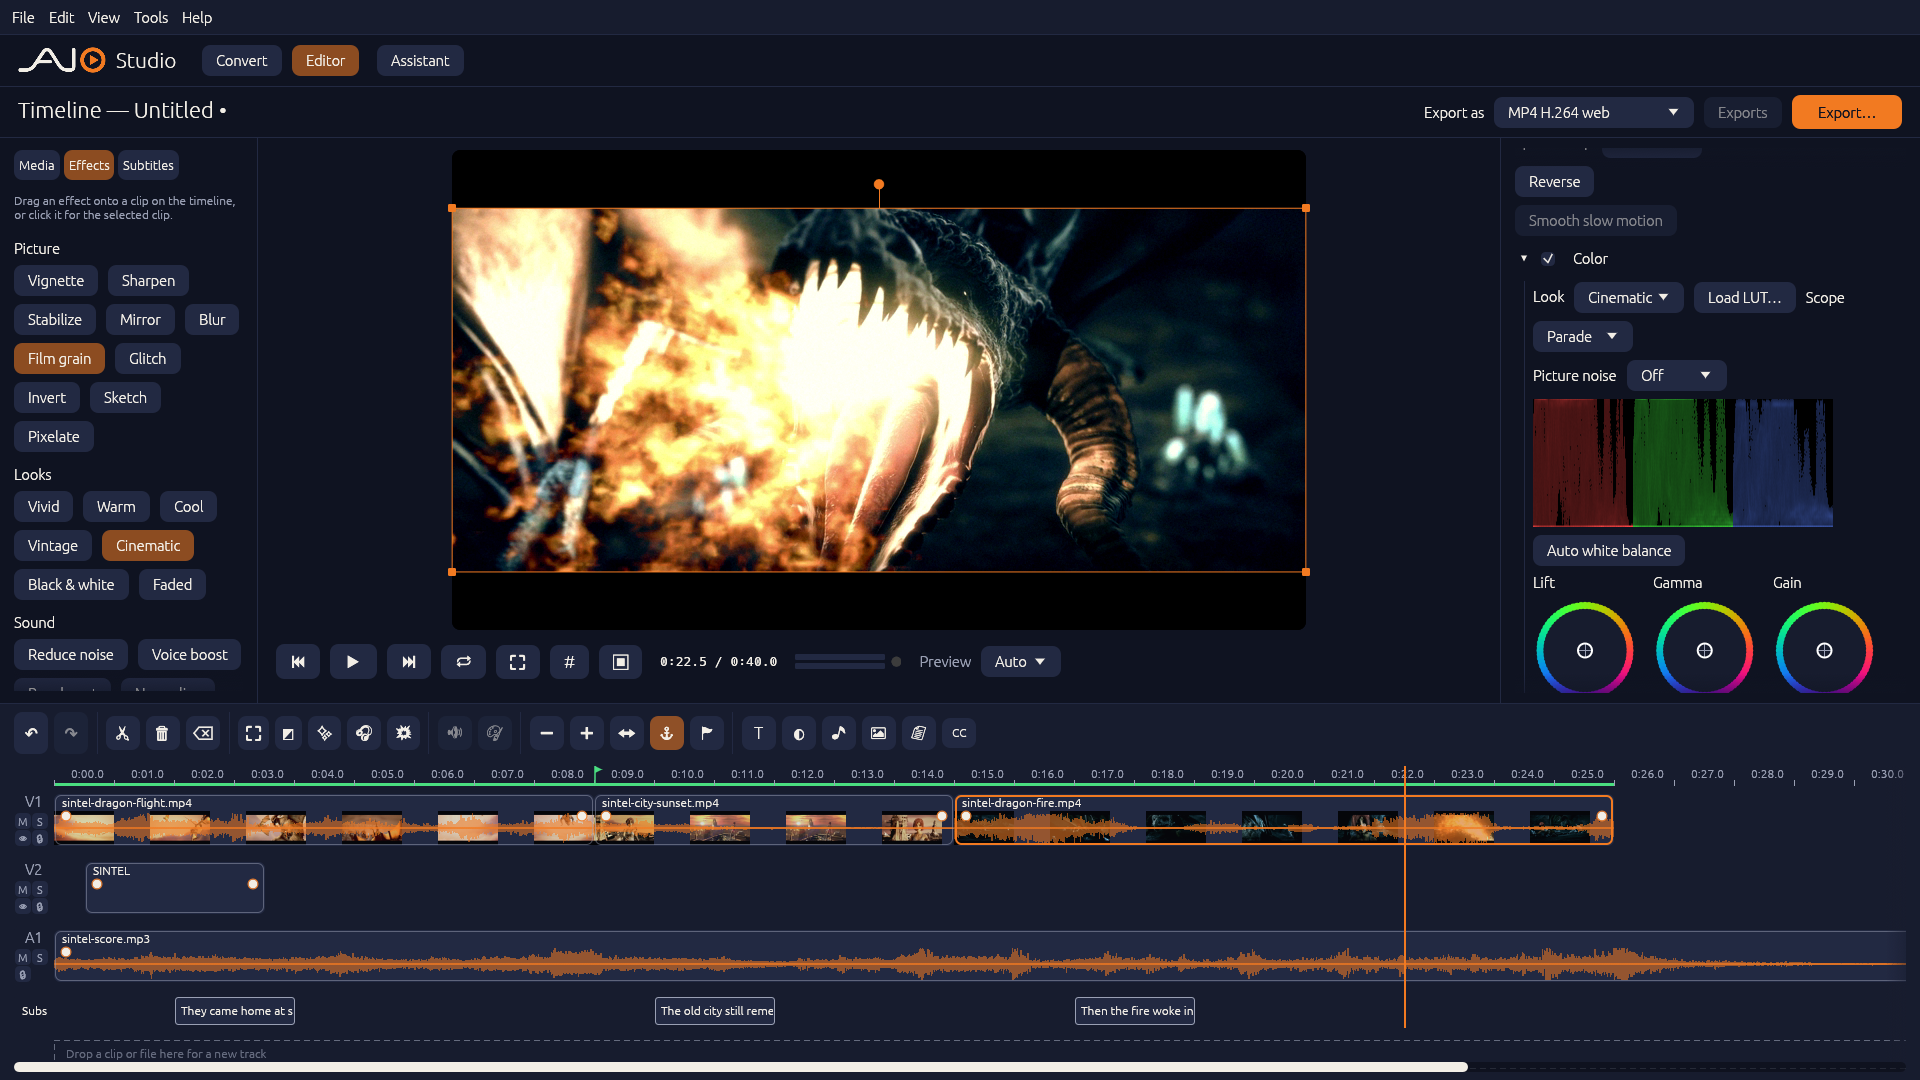 File Edit View Tools Help
AIO Studio Convert Editor Assistant
Timeline — Untitled •
Export as MP4 H.264 web Exports Export...
Media Effects Subtitles
Drag an effect onto a clip on the timeline,
or click it for the selected clip.
Picture
Vignette Sharpen
Stabilize Mirror Blur
Film grain Glitch
Invert Sketch
Pixelate
Looks
Vivid Warm Cool
Vintage Cinematic
Black & white Faded
Sound
Reduce noise Voice boost
0:22.5 / 0:40.0 Preview Auto
Reverse
Smooth slow motion
Color
Look Cinematic Load LUT... Scope
Parade
Picture noise Off
Auto white balance
Lift Gamma Gain
T CC
0:00.0 0:01.0 0:02.0 0:03.0 0:04.0 0:05.0 0:06.0 0:07.0 0:08.0 0:09.0 0:10.0 0:11.0 0:12.0 0:13.0 0:14.0 0:15.0 0:16.0 0:17.0 0:18.0 0:19.0 0:20.0 0:21.0 0:22.0 0:23.0 0:24.0 0:25.0 0:26.0 0:27.0 0:28.0 0:29.0 0:30.0
V1 sintel-dragon-flight.mp4 sintel-city-sunset.mp4 sintel-dragon-fire.mp4
M S
V2 SINTEL
M S
A1 sintel-score.mp3
M S
Subs They came home at s The old city still reme Then the fire woke in
Drop a clip or file here for a new track